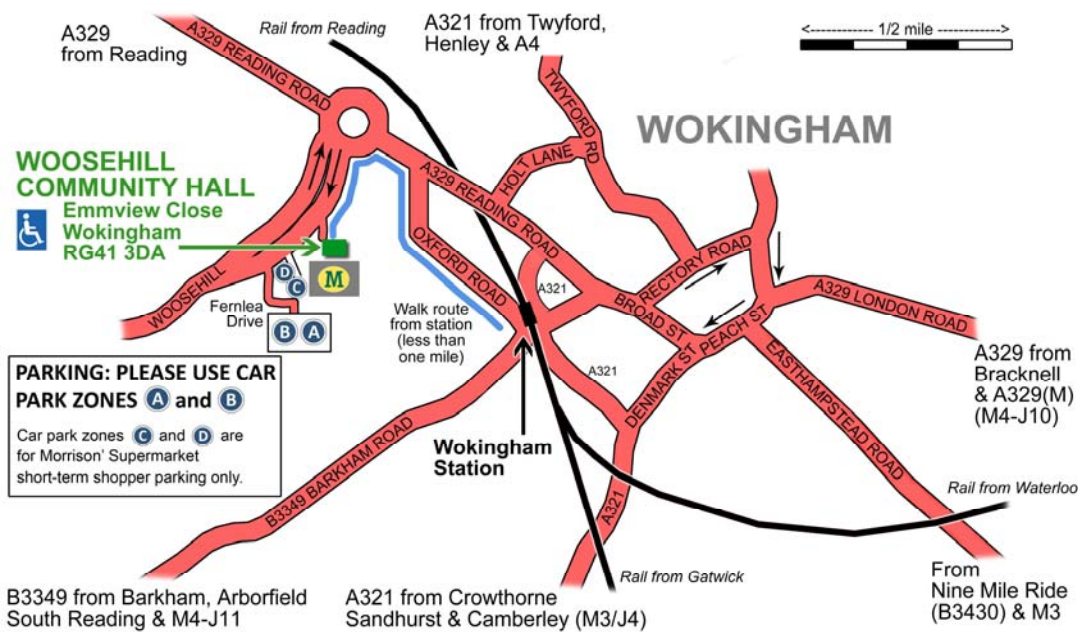 A329
from Reading
Rail from Reading
A321 from Twyford,
Henley & A4
<------------ 1/2 mile ------------>
A329 READING ROAD
TWYFORD RD
WOKINGHAM
HOLT LANE
A329 READING ROAD
WOOSEHILL
COMMUNITY HALL
Emmview Close
Wokingham
RG41 3DA
OXFORD ROAD
RECTORY ROAD
D
C
M
A321
BROAD ST
PEACH ST
A329 LONDON ROAD
WOOSEHILL
Fernlea
Drive
B A
Walk route
from station
(less than
one mile)
A321
DENMARK ST
EASTHAMPSTEAD ROAD
A329 from
Bracknell
& A329(M)
(M4-J10)
PARKING: PLEASE USE CAR
PARK ZONES A and B
Car park zones C and D are
for Morrison' Supermarket
short-term shopper parking only.
Wokingham
Station
B3349 BARKHAM ROAD
A321
Rail from Waterloo
Rail from Gatwick
B3349 from Barkham, Arborfield
South Reading & M4-J11
A321 from Crowthorne
Sandhurst & Camberley (M3/J4)
From
Nine Mile Ride
(B3430) & M3